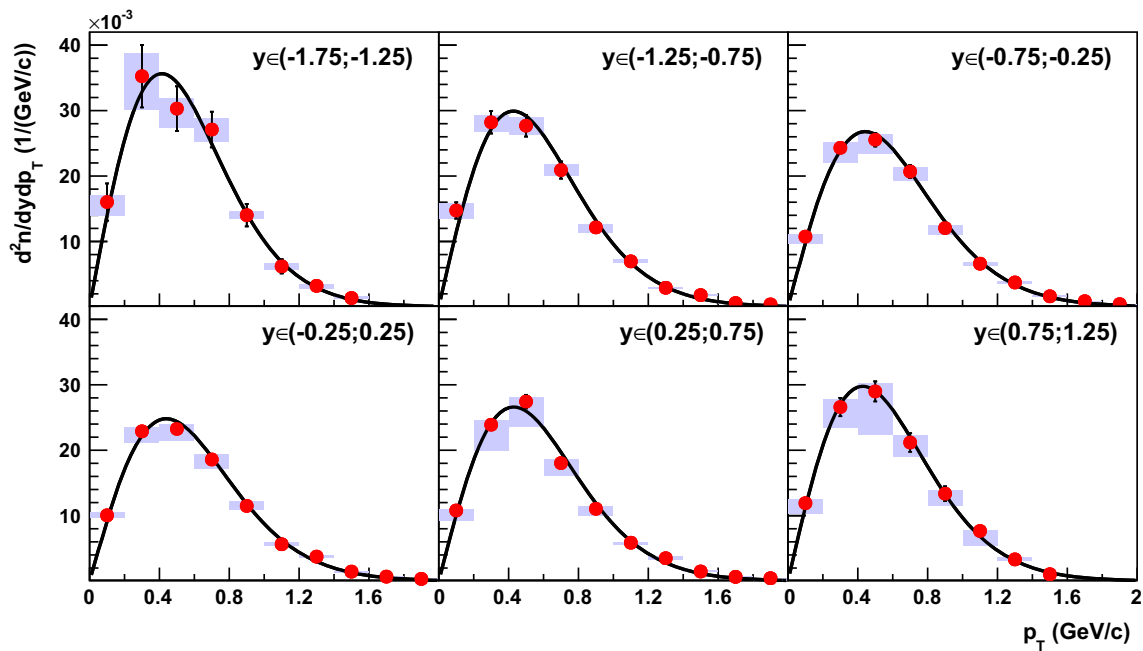 ×10⁻³
d²n/dydp_T (1/(GeV/c))
40
30
20
10
y∈(-1.75;-1.25)
y∈(-1.25;-0.75)
y∈(-0.75;-0.25)
40
30
20
10
y∈(-0.25;0.25)
y∈(0.25;0.75)
y∈(0.75;1.25)
0 0.4 0.8 1.2 1.6 0 0.4 0.8 1.2 1.6 0 0.4 0.8 1.2 1.6 2
p_T (GeV/c)